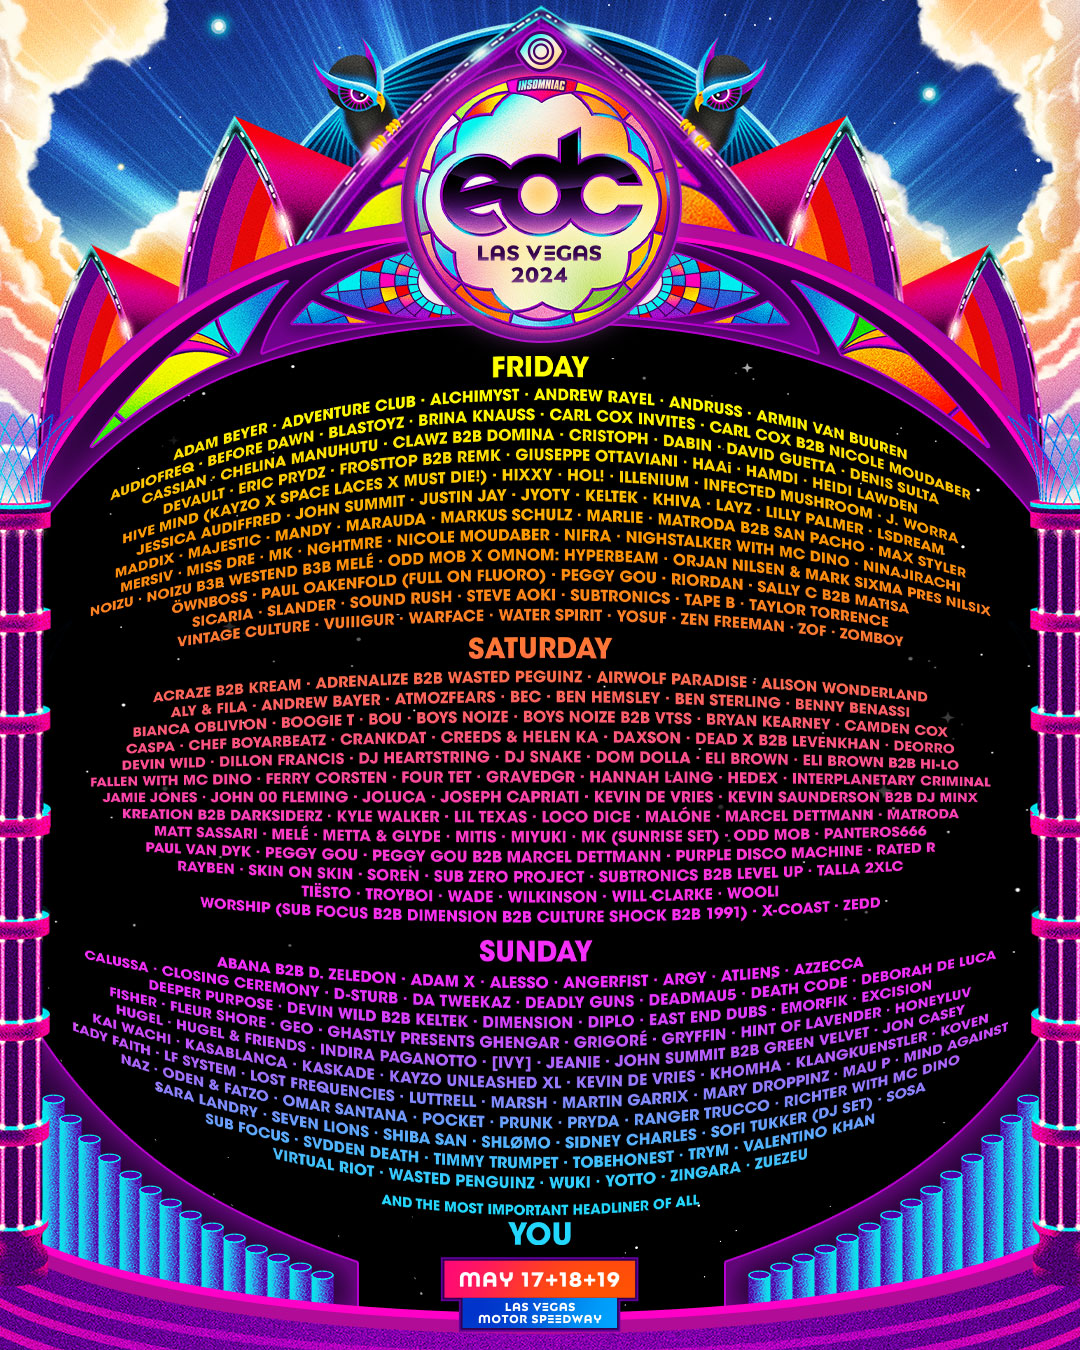 INSOMNIAC
edc
LAS VEGAS
2024
FRIDAY
ADAM BEYER · ADVENTURE CLUB · ALCHIMYST · ANDREW RAYEL · ANDRUSS · ARMIN VAN BUUREN
AUDIOFREQ · BEFORE DAWN · BLASTOYZ · BRINA KNAUSS · CARL COX INVITES · CARL COX B2B NICOLE MOUDABER
CASSIAN · CHELINA MANUHUTU · CLAWZ B2B DOMINA · CRISTOPH · DABIN · DAVID GUETTA · DENIS SULTA
DEVAULT · ERIC PRYDZ · FROSTTOP B2B REMK · GIUSEPPE OTTAVIANI · HAAi · HAMDI · HEIDI LAWDEN
HIVE MIND (KAYZO X SPACE LACES X MUST DIE!) · HIXXY · HOL! · ILLENIUM · INFECTED MUSHROOM · J. WORRA
JESSICA AUDIFFRED · JOHN SUMMIT · JUSTIN JAY · JYOTY · KELTEK · KHIVA · LAYZ · LILLY PALMER · LSDREAM
MADDIX · MAJESTIC · MANDY · MARAUDA · MARKUS SCHULZ · MARLIE · MATRODA B2B SAN PACHO · MAX STYLER
MERSIV · MISS DRE · MK · NGHTMRE · NICOLE MOUDABER · NIFRA · NIGHSTALKER WITH MC DINO · NINAJIRACHI
NOIZU · NOIZU B3B WESTEND B3B MELÉ · ODD MOB X OMNOM: HYPERBEAM · ORJAN NILSEN & MARK SIXMA PRES NILSIX
ÖWNBOSS · PAUL OAKENFOLD (FULL ON FLUORO) · PEGGY GOU · RIORDAN · SALLY C B2B MATISA
SICARIA · SLANDER · SOUND RUSH · STEVE AOKI · SUBTRONICS · TAPE B · TAYLOR TORRENCE
VINTAGE CULTURE · VUIIIGUR · WARFACE · WATER SPIRIT · YOSUF · ZEN FREEMAN · ZOF · ZOMBOY
SATURDAY
ACRAZE B2B KREAM · ADRENALIZE B2B WASTED PEGUINZ · AIRWOLF PARADISE · ALISON WONDERLAND
ALY & FILA · ANDREW BAYER · ATMOZFEARS · BEC · BEN HEMSLEY · BEN STERLING · BENNY BENASSI
BIANCA OBLIVION · BOOGIE T · BOU · BOYS NOIZE · BOYS NOIZE B2B VTSS · BRYAN KEARNEY · CAMDEN COX
CASPA · CHEF BOYARBEATZ · CRANKDAT · CREEDS & HELEN KA · DAXSON · DEAD X B2B LEVENKHAN · DEORRO
DEVIN WILD · DILLON FRANCIS · DJ HEARTSTRING · DJ SNAKE · DOM DOLLA · ELI BROWN · ELI BROWN B2B HI-LO
FALLEN WITH MC DINO · FERRY CORSTEN · FOUR TET · GRAVEDGR · HANNAH LAING · HEDEX · INTERPLANETARY CRIMINAL
JAMIE JONES · JOHN 00 FLEMING · JOLUCA · JOSEPH CAPRIATI · KEVIN DE VRIES · KEVIN SAUNDERSON B2B DJ MINX
KREATION B2B DARKSIDERZ · KYLE WALKER · LIL TEXAS · LOCO DICE · MALÓNE · MARCEL DETTMANN · MATRODA
MATT SASSARI · MELÉ · METTA & GLYDE · MITIS · MIYUKI · MK (SUNRISE SET) · ODD MOB · PANTEROS666
PAUL VAN DYK · PEGGY GOU · PEGGY GOU B2B MARCEL DETTMANN · PURPLE DISCO MACHINE · RATED R
RAYBEN · SKIN ON SKIN · SOREN · SUB ZERO PROJECT · SUBTRONICS B2B LEVEL UP · TALLA 2XLC
TIËSTO · TROYBOI · WADE · WILKINSON · WILL CLARKE · WOOLI
WORSHIP (SUB FOCUS B2B DIMENSION B2B CULTURE SHOCK B2B 1991) · X-COAST · ZEDD
SUNDAY
ABANA B2B D. ZELEDON · ADAM X · ALESSO · ANGERFIST · ARGY · ATLIENS · AZZECCA
CALUSSA · CLOSING CEREMONY · D-STURB · DA TWEEKAZ · DEADLY GUNS · DEADMAU5 · DEATH CODE · DEBORAH DE LUCA
DEEPER PURPOSE · DEVIN WILD B2B KELTEK · DIMENSION · DIPLO · EAST END DUBS · EMORFIK · EXCISION
FISHER · FLEUR SHORE · GEO · GHASTLY PRESENTS GHENGAR · GRIGORÉ · GRYFFIN · HINT OF LAVENDER · HONEYLUV
HUGEL · HUGEL & FRIENDS · INDIRA PAGANOTTO · [IVY] · JEANIE · JOHN SUMMIT B2B GREEN VELVET · JON CASEY
KAI WACHI · KASABLANCA · KASKADE · KAYZO UNLEASHED XL · KEVIN DE VRIES · KHOMHA · KLANGKUENSTLER · KOVEN
LADY FAITH · LF SYSTEM · LOST FREQUENCIES · LUTTRELL · MARSH · MARTIN GARRIX · MARY DROPPINZ · MAU P · MIND AGAINST
NAZ · ODEN & FATZO · OMAR SANTANA · POCKET · PRUNK · PRYDA · RANGER TRUCCO · RICHTER WITH MC DINO
SARA LANDRY · SEVEN LIONS · SHIBA SAN · SHLØMO · SIDNEY CHARLES · SOFI TUKKER (DJ SET) · SOSA
SUB FOCUS · SVDDEN DEATH · TIMMY TRUMPET · TOBEHONEST · TRYM · VALENTINO KHAN
VIRTUAL RIOT · WASTED PENGUINZ · WUKI · YOTTO · ZINGARA · ZUEZEU
AND THE MOST IMPORTANT HEADLINER OF ALL
YOU
MAY 17+18+19
LAS VEGAS
MOTOR SPEEDWAY